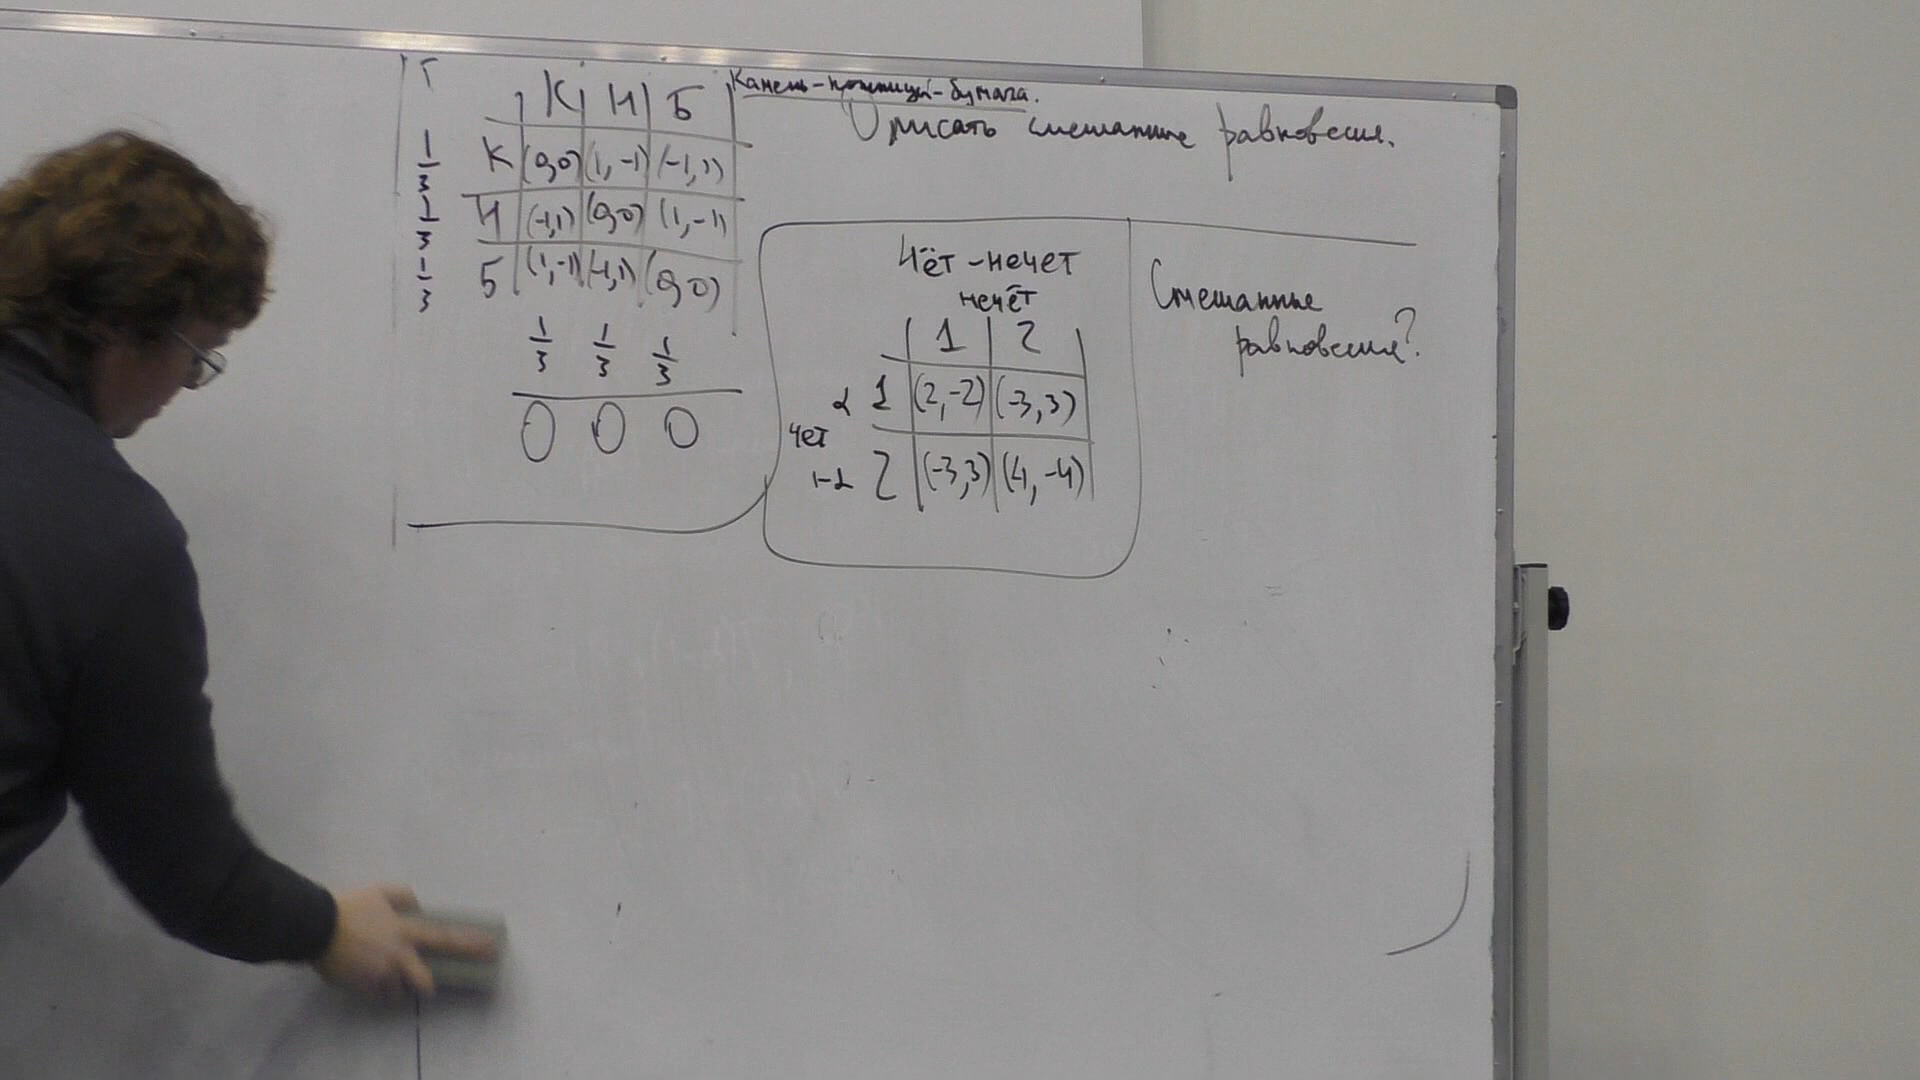 Камень-ножницы-бумага.
Описать смешанные равновесия.
К Н Б
1/3 К (0,0) (1,-1) (-1,1)
1/3 Н (-1,1) (0,0) (1,-1)
1/3 Б (1,-1) (-1,1) (0,0)
1/3 1/3 1/3
0 0 0
Чёт-нечет
нечёт
1 2
α 1 (2,-2) (-3,3)
чет
1-α 2 (-3,3) (4,-4)
Смешанные
равновесия?